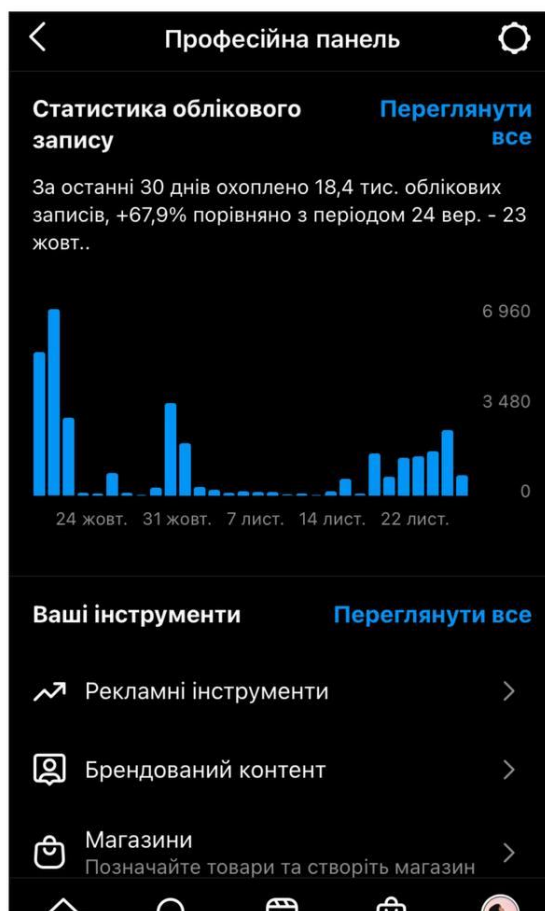 Професійна панель
Статистика облікового
запису
Переглянути
все
За останні 30 днів охоплено 18,4 тис. облікових
записів, +67,9% порівняно з періодом 24 вер. - 23
жовт..
6 960
3 480
0
24 жовт. 31 жовт. 7 лист. 14 лист. 22 лист.
Ваші інструменти
Переглянути все
Рекламні інструменти
Брендований контент
Магазини
Позначайте товари та створіть магазин